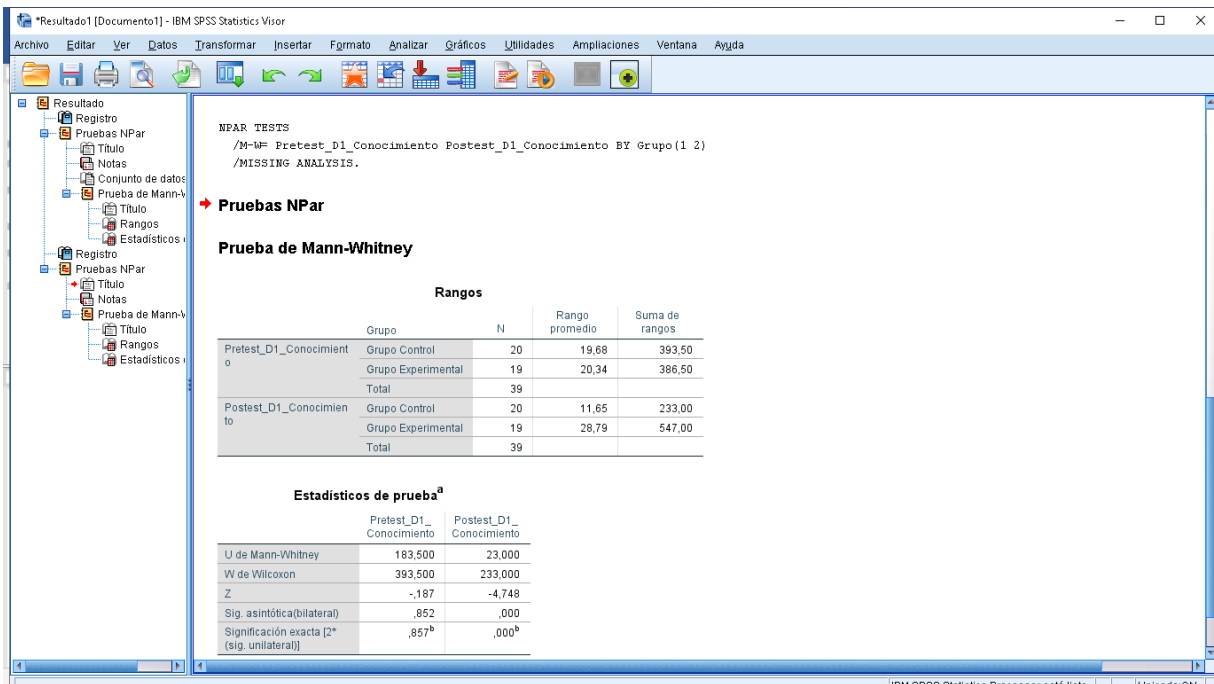 *Resultado1 [Documento1] - IBM SPSS Statistics Visor
Archivo Editar Ver Datos Transformar Insertar Formato Analizar Gráficos Utilidades Ampliaciones Ventana Ayuda
Resultado
Registro
Pruebas NPar
Título
Notas
Conjunto de datos
Prueba de Mann-W
Título
Rangos
Estadísticos
Registro
Pruebas NPar
Título
Notas
Prueba de Mann-W
Título
Rangos
Estadísticos
NPAR TESTS
/M-W= Pretest_D1_Conocimiento Postest_D1_Conocimiento BY Grupo(1 2)
/MISSING ANALYSIS.
Pruebas NPar
Prueba de Mann-Whitney
Rangos
Grupo N Rango promedio Suma de rangos
Pretest_D1_Conocimiento Grupo Control 20 19,68 393,50
Grupo Experimental 19 20,34 386,50
Total 39
Postest_D1_Conocimiento Grupo Control 20 11,65 233,00
Grupo Experimental 19 28,79 547,00
Total 39
Estadísticos de prueba^a
Pretest_D1_Conocimiento Postest_D1_Conocimiento
U de Mann-Whitney 183,500 23,000
W de Wilcoxon 393,500 233,000
Z -,187 -4,748
Sig. asintótica(bilateral) ,852 ,000
Significación exacta [2* (sig. unilateral)] ,857^b ,000^b